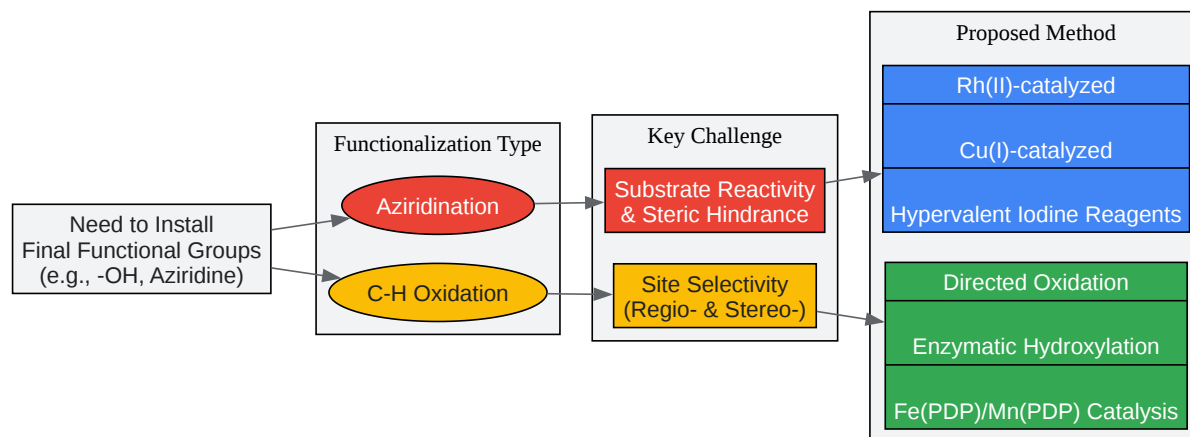 Need to Install
Final Functional Groups
(e.g., -OH, Aziridine)
Functionalization Type
Aziridination
C-H Oxidation
Key Challenge
Substrate Reactivity
& Steric Hindrance
Site Selectivity
(Regio- & Stereo-)
Proposed Method
Rh(II)-catalyzed
Cu(I)-catalyzed
Hypervalent Iodine Reagents
Directed Oxidation
Enzymatic Hydroxylation
Fe(PDP)/Mn(PDP) Catalysis